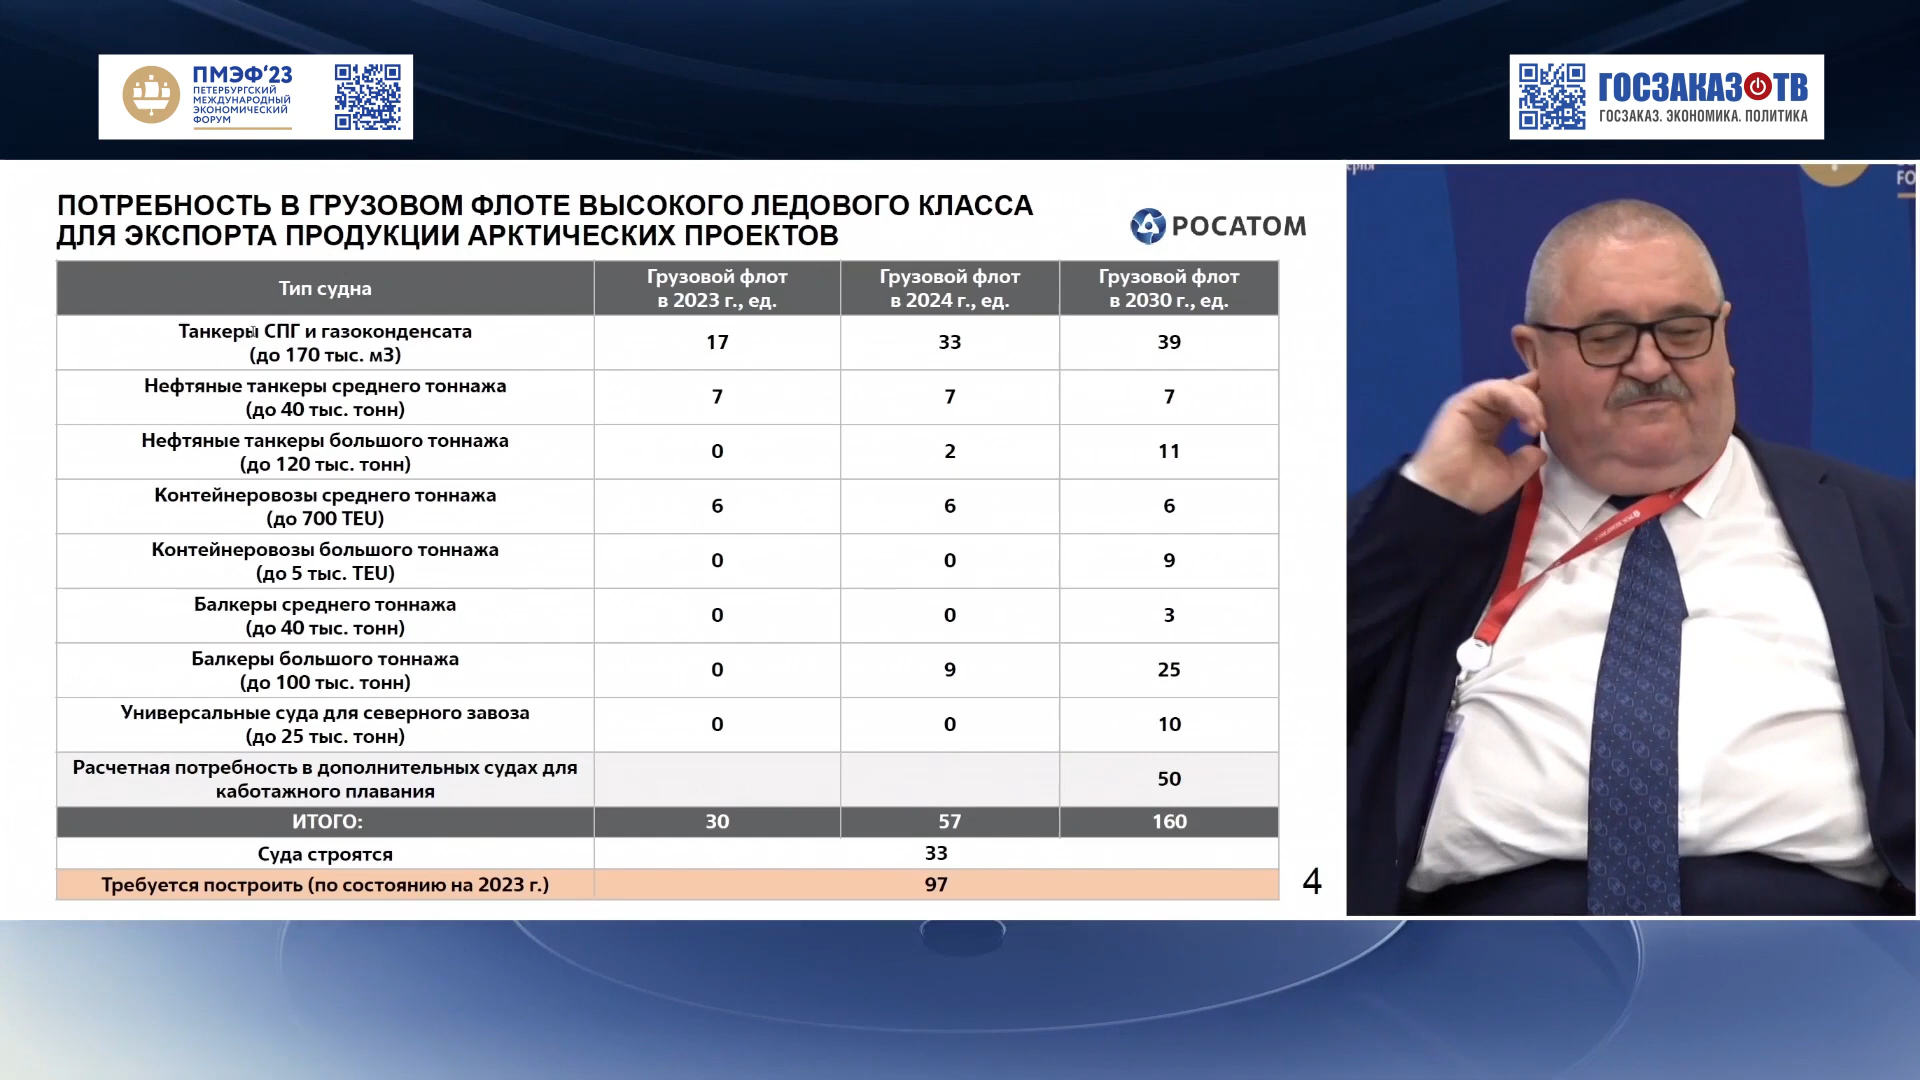 ПМЭФ‘23
ПЕТЕРБУРГСКИЙ
МЕЖДУНАРОДНЫЙ
ЭКОНОМИЧЕСКИЙ
ФОРУМ
ГОСЗАКАЗ ТВ
ГОСЗАКАЗ. ЭКОНОМИКА. ПОЛИТИКА
ПОТРЕБНОСТЬ В ГРУЗОВОМ ФЛОТЕ ВЫСОКОГО ЛЕДОВОГО КЛАССА
ДЛЯ ЭКСПОРТА ПРОДУКЦИИ АРКТИЧЕСКИХ ПРОЕКТОВ
РОСАТОМ
Тип судна
Грузовой флот
в 2023 г., ед.
Грузовой флот
в 2024 г., ед.
Грузовой флот
в 2030 г., ед.
Танкеры СПГ и газоконденсата
(до 170 тыс. м3)
17 33 39
Нефтяные танкеры среднего тоннажа
(до 40 тыс. тонн)
7 7 7
Нефтяные танкеры большого тоннажа
(до 120 тыс. тонн)
0 2 11
Контейнеровозы среднего тоннажа
(до 700 TEU)
6 6 6
Контейнеровозы большого тоннажа
(до 5 тыс. TEU)
0 0 9
Балкеры среднего тоннажа
(до 40 тыс. тонн)
0 0 3
Балкеры большого тоннажа
(до 100 тыс. тонн)
0 9 25
Универсальные суда для северного завоза
(до 25 тыс. тонн)
0 0 10
Расчетная потребность в дополнительных судах для
каботажного плавания
50
ИТОГО: 30 57 160
Суда строятся 33
Требуется построить (по состоянию на 2023 г.) 97
4
FO